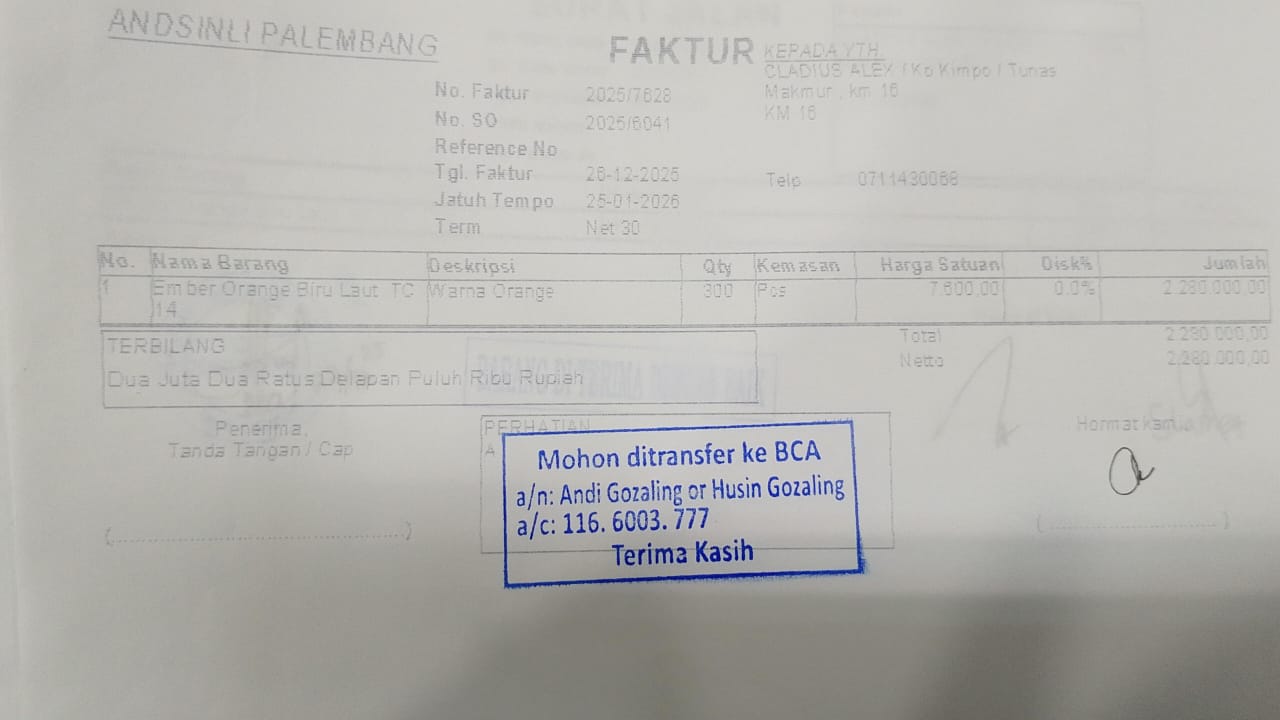 ANDSINLI PALEMBANG
FAKTUR
KEPADA YTH.
CLADIUS ALEX / Ko Kimpo / Tunas
Makmur , km 16
KM 16
No. Faktur 2025/7628
No. SO 2025/6041
Reference No
Tgl. Faktur 26-12-2025
Jatuh Tempo 25-01-2026
Term Net 30
Telp 0711430068
No. Nama Barang Deskripsi Qty Kemasan Harga Satuan Disk% Jumlah
1 Ember Orange Biru Laut TC Warna Orange 300 Pcs 7.600,00 0.0% 2.280.000,00
14
TERBILANG
Dua Juta Dua Ratus Delapan Puluh Ribu Rupiah
Total 2.280.000,00
Netto 2.280.000,00
Penerima,
Tanda Tangan / Cap
PERHATIAN
A
Mohon ditransfer ke BCA
a/n: Andi Gozaling or Husin Gozaling
a/c: 116. 6003. 777
Terima Kasih
Hormat kami